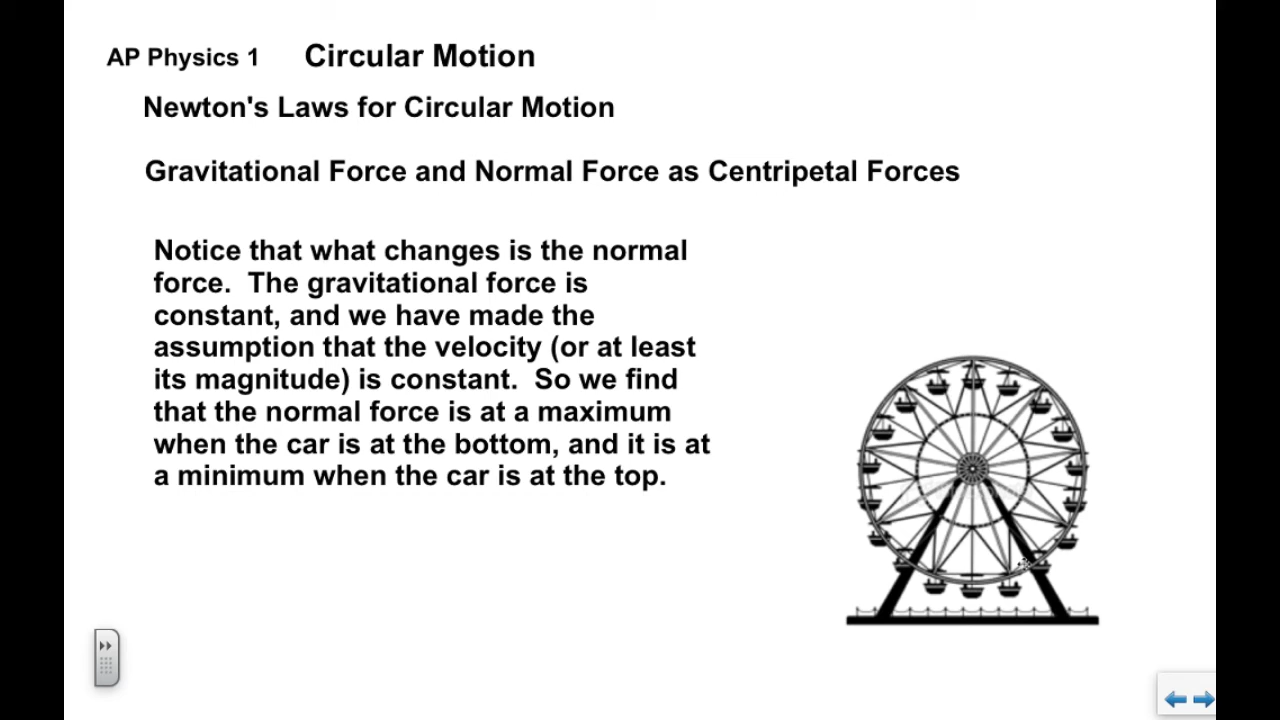 AP Physics 1 Circular Motion
Newton's Laws for Circular Motion
Gravitational Force and Normal Force as Centripetal Forces
Notice that what changes is the normal
force. The gravitational force is
constant, and we have made the
assumption that the velocity (or at least
its magnitude) is constant. So we find
that the normal force is at a maximum
when the car is at the bottom, and it is at
a minimum when the car is at the top.